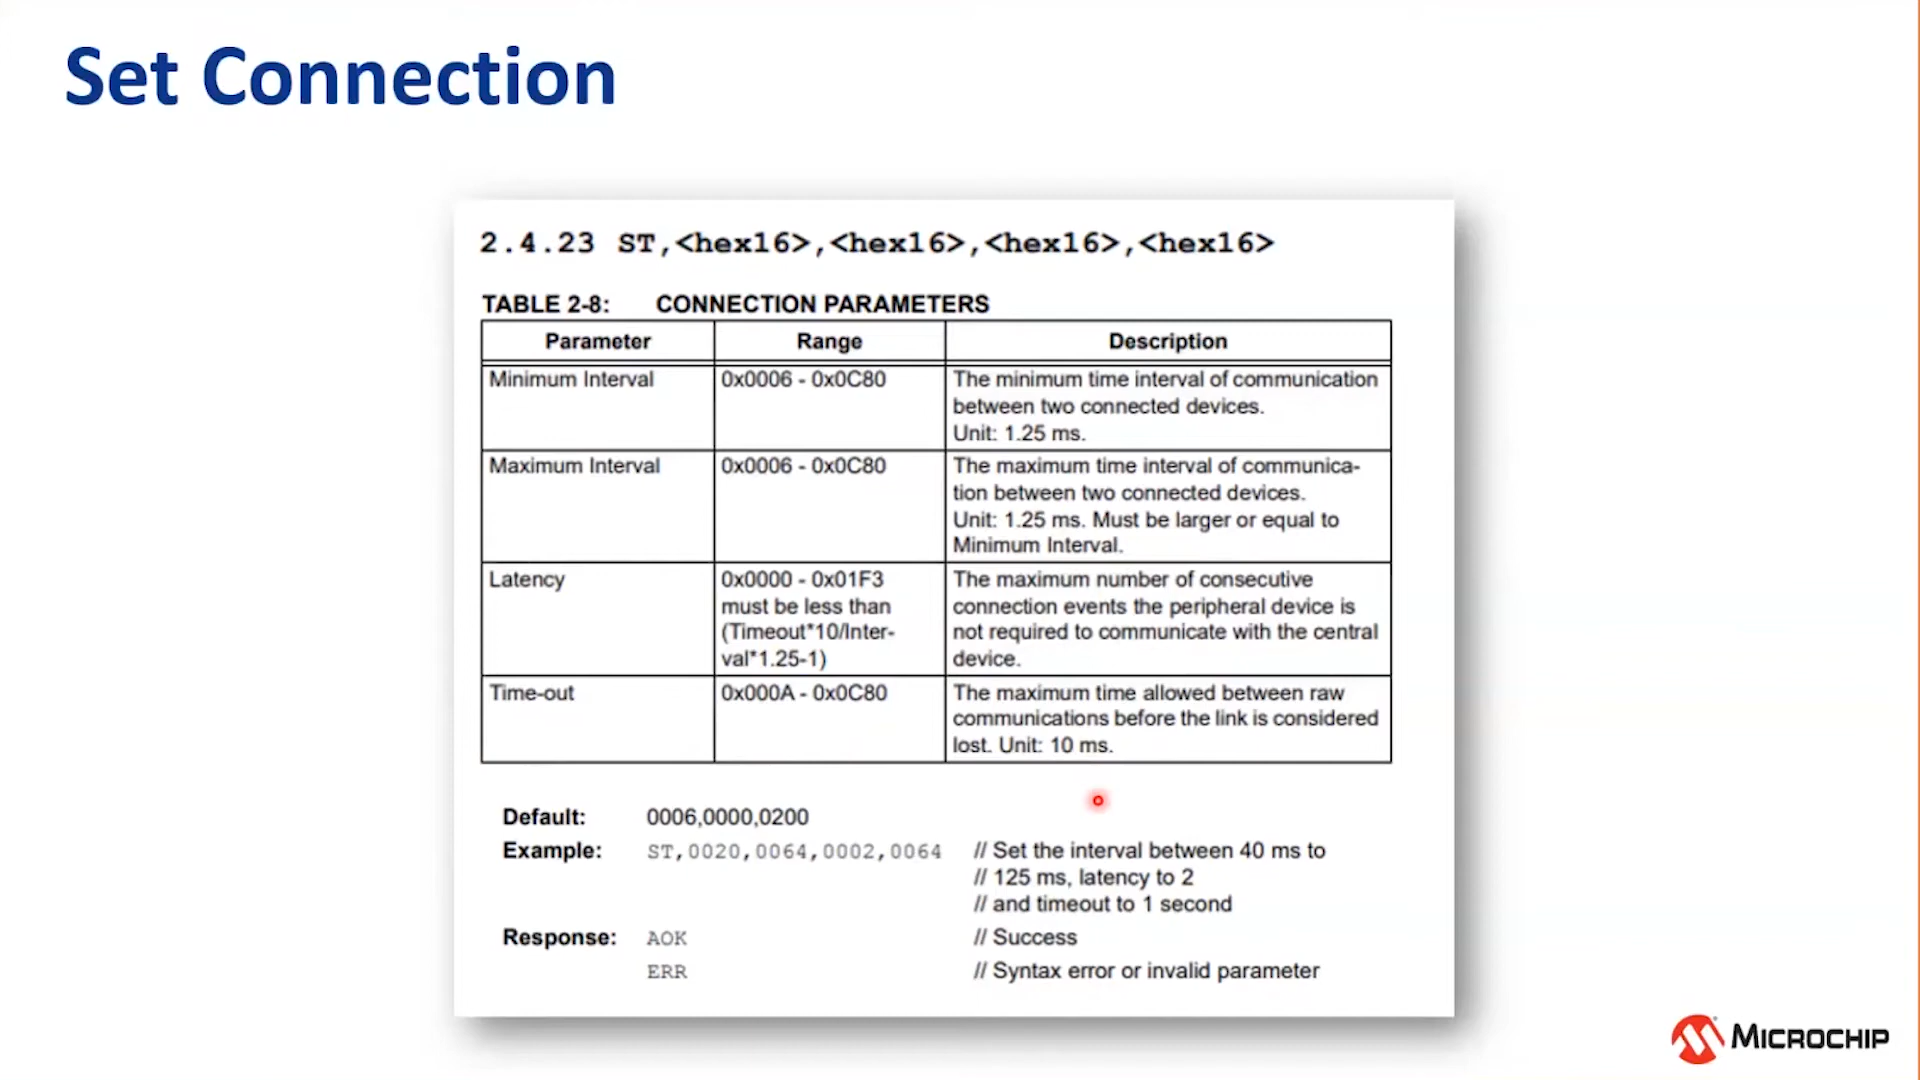 Set Connection
2.4.23 ST,<hex16>,<hex16>,<hex16>,<hex16>
TABLE 2-8: CONNECTION PARAMETERS
Parameter Range Description
Minimum Interval 0x0006 - 0x0C80 The minimum time interval of communication
between two connected devices.
Unit: 1.25 ms.
Maximum Interval 0x0006 - 0x0C80 The maximum time interval of communica-
tion between two connected devices.
Unit: 1.25 ms. Must be larger or equal to
Minimum Interval.
Latency 0x0000 - 0x01F3 The maximum number of consecutive
must be less than connection events the peripheral device is
(Timeout*10/Inter- not required to communicate with the central
val*1.25-1) device.
Time-out 0x000A - 0x0C80 The maximum time allowed between raw
communications before the link is considered
lost. Unit: 10 ms.
Default: 0006,0000,0200
Example: ST,0020,0064,0002,0064 // Set the interval between 40 ms to
// 125 ms, latency to 2
// and timeout to 1 second
Response: AOK // Success
ERR // Syntax error or invalid parameter
MICROCHIP